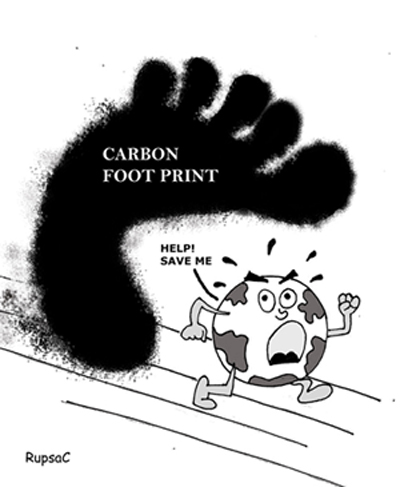 CARBON
FOOT PRINT
HELP!
SAVE ME
RupsaC